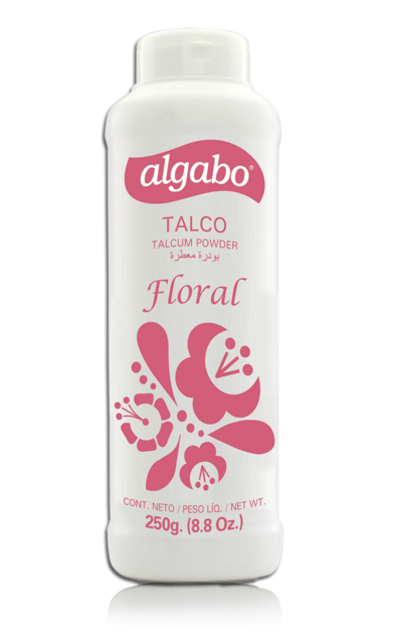 algabo®
TALCO
TALCUM POWDER
بودرة معطرة
Floral
CONT. NETO / PESO LÍQ. / NET WT.
250g. (8.8 Oz.)